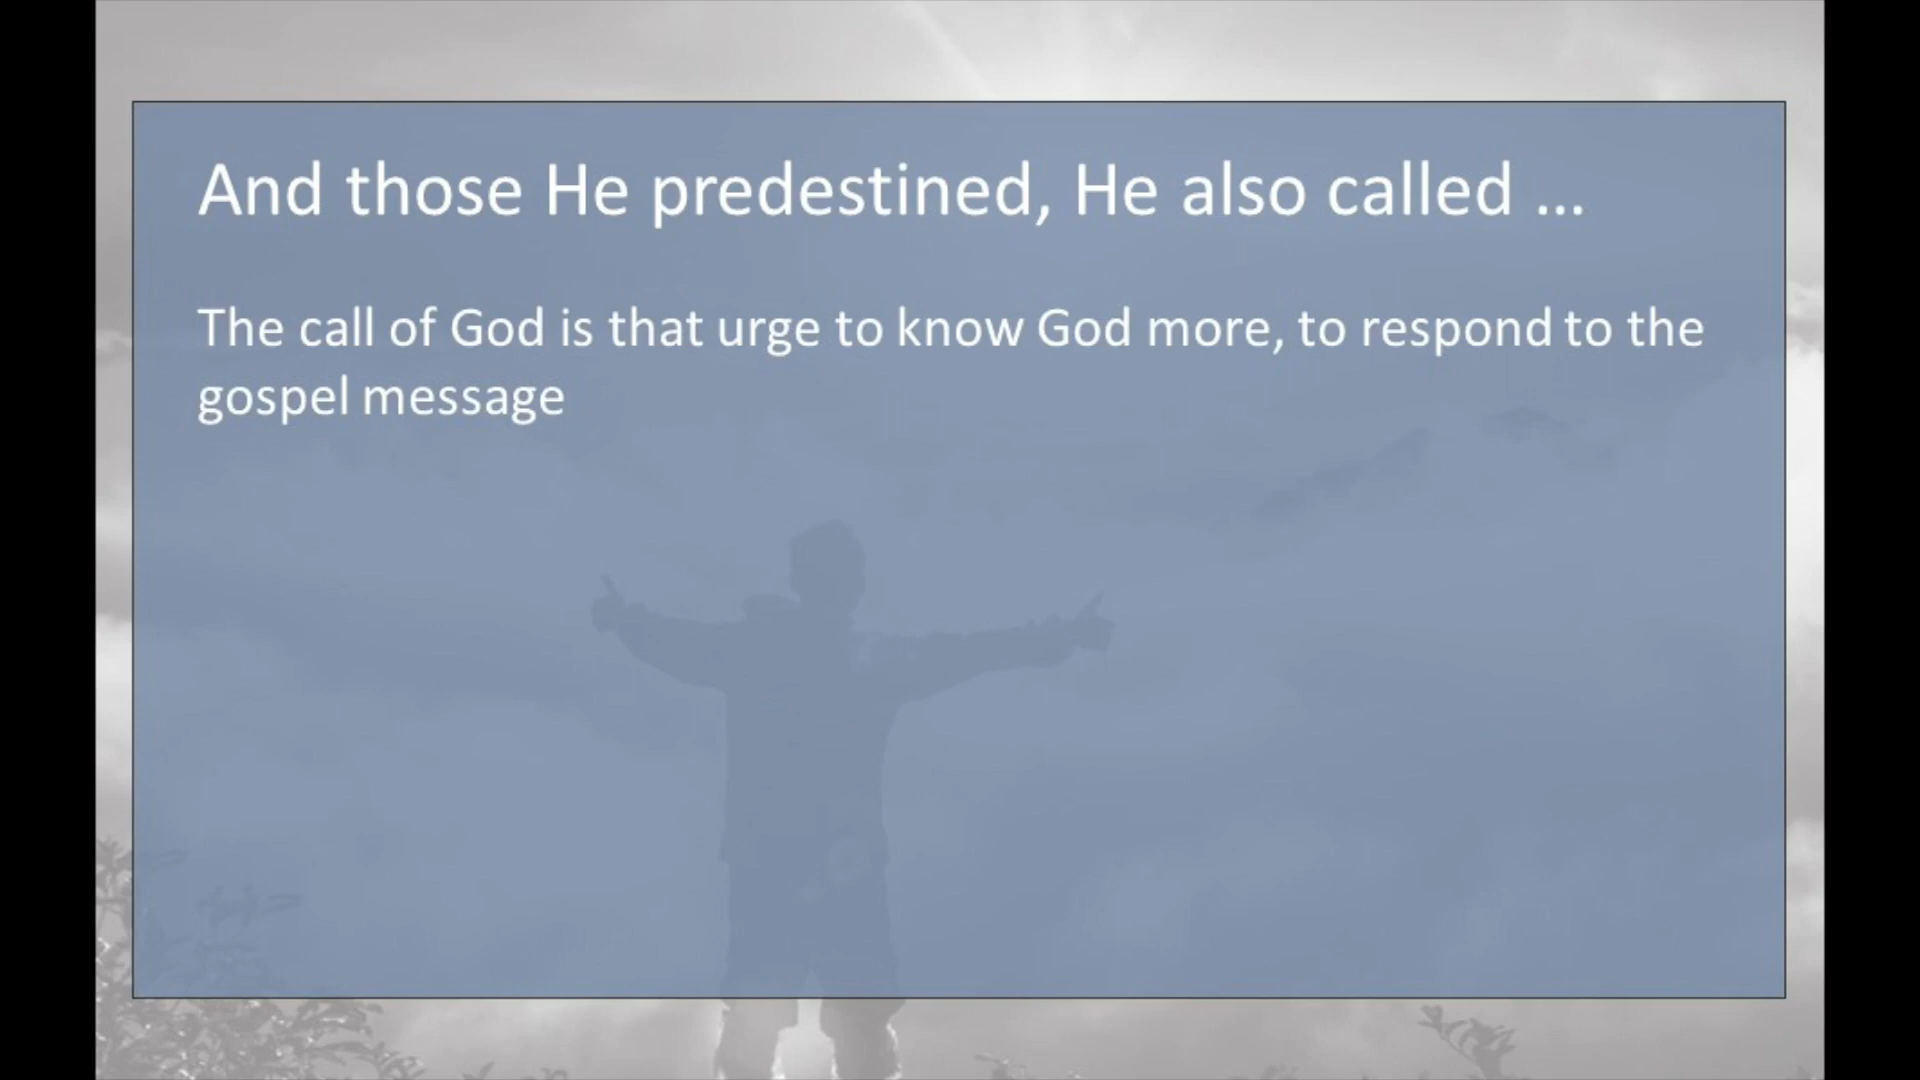 And those He predestined, He also called ...
The call of God is that urge to know God more, to respond to the
gospel message